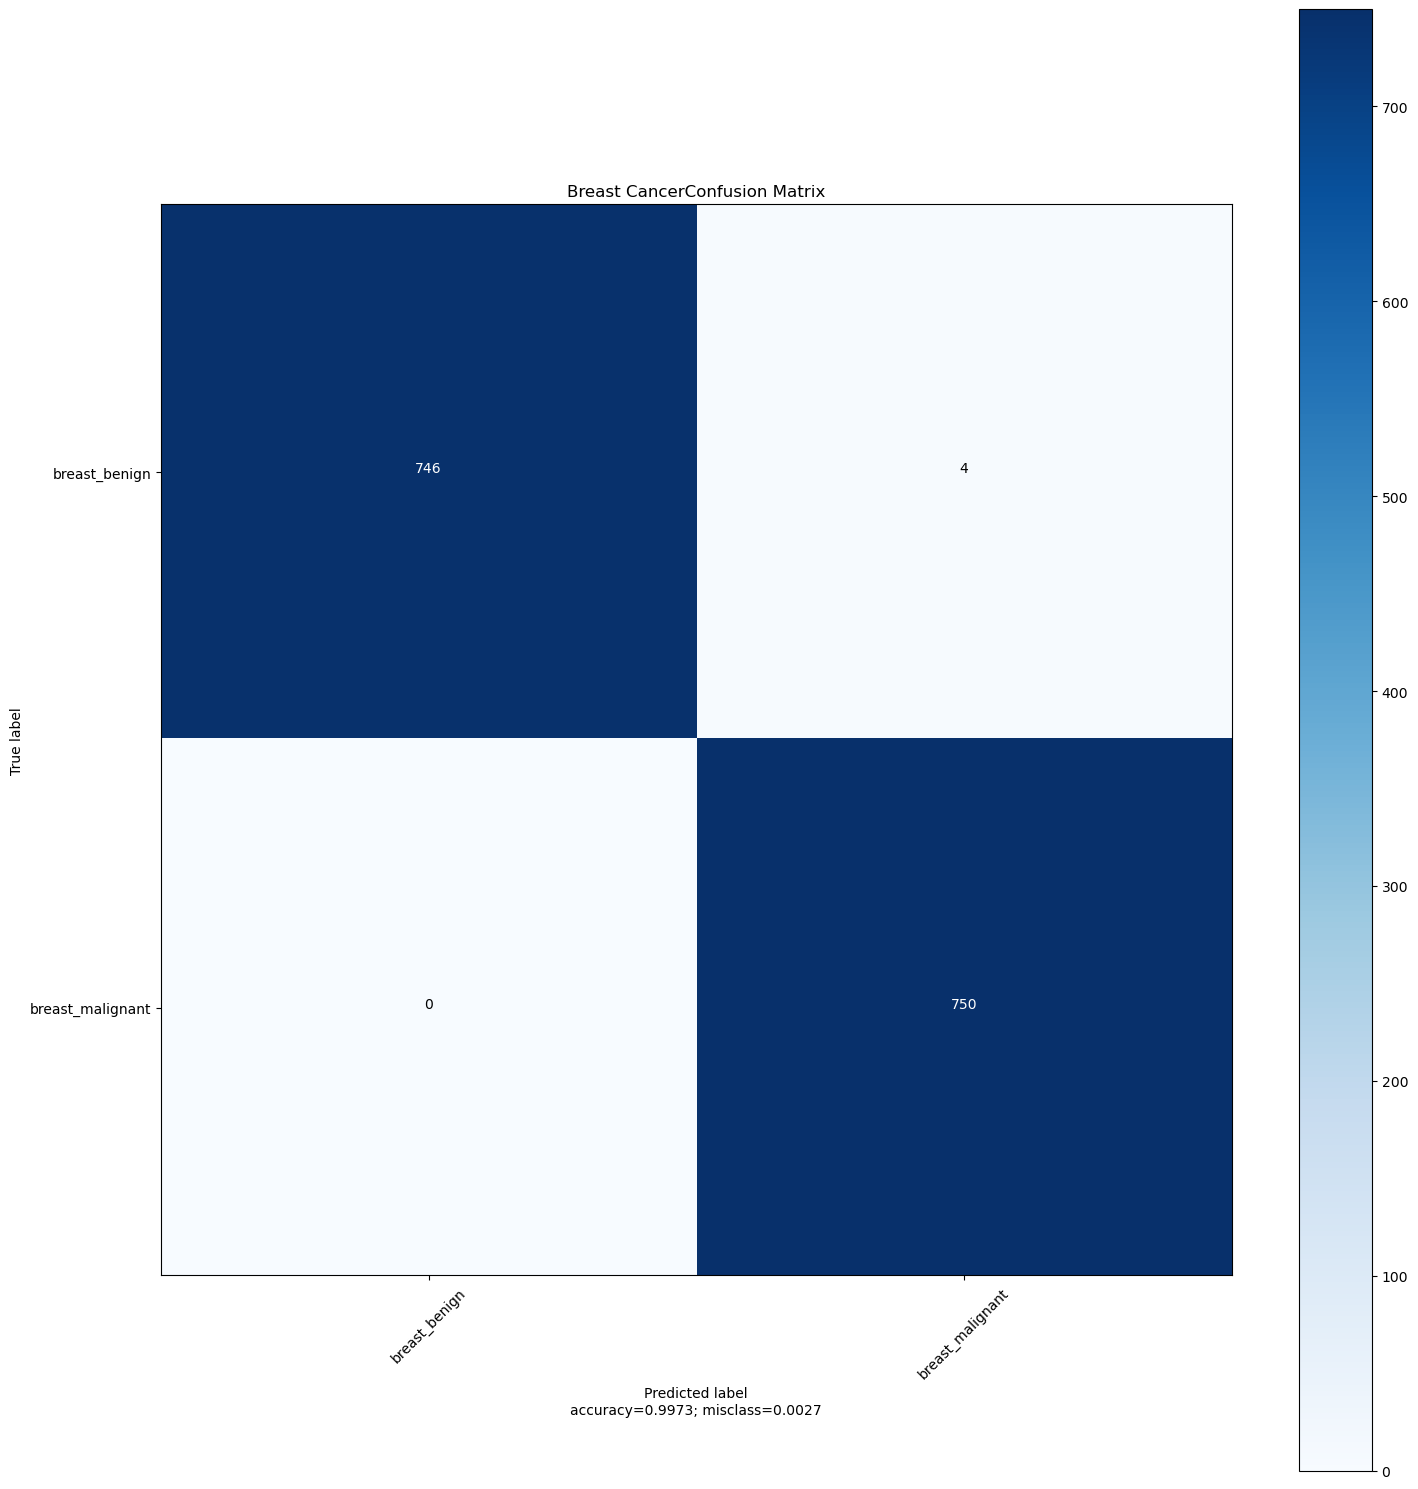 Breast CancerConfusion Matrix
700
600
500
400
300
200
100
0
True label
breast_benign
746
4
breast_malignant
0
750
breast_benign
breast_malignant
Predicted label
accuracy=0.9973; misclass=0.0027